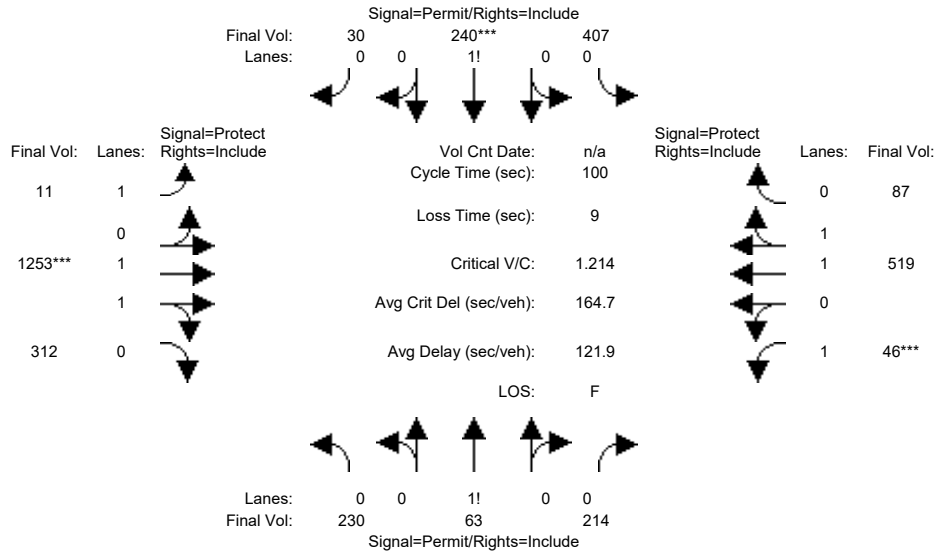 Signal=Permit/Rights=Include
Final Vol: 30 240*** 407
Lanes: 0 0 1! 0 0
Signal=Protect
Final Vol: Lanes: Rights=Include
Vol Cnt Date: n/a
Cycle Time (sec): 100
Loss Time (sec): 9
Critical V/C: 1.214
Avg Crit Del (sec/veh): 164.7
Avg Delay (sec/veh): 121.9
LOS: F
Signal=Protect
Rights=Include Lanes: Final Vol:
11 1
0
1253*** 1
1
312 0
0 87
1
1 519
0
1 46***
Lanes: 0 0 1! 0 0
Final Vol: 230 63 214
Signal=Permit/Rights=Include